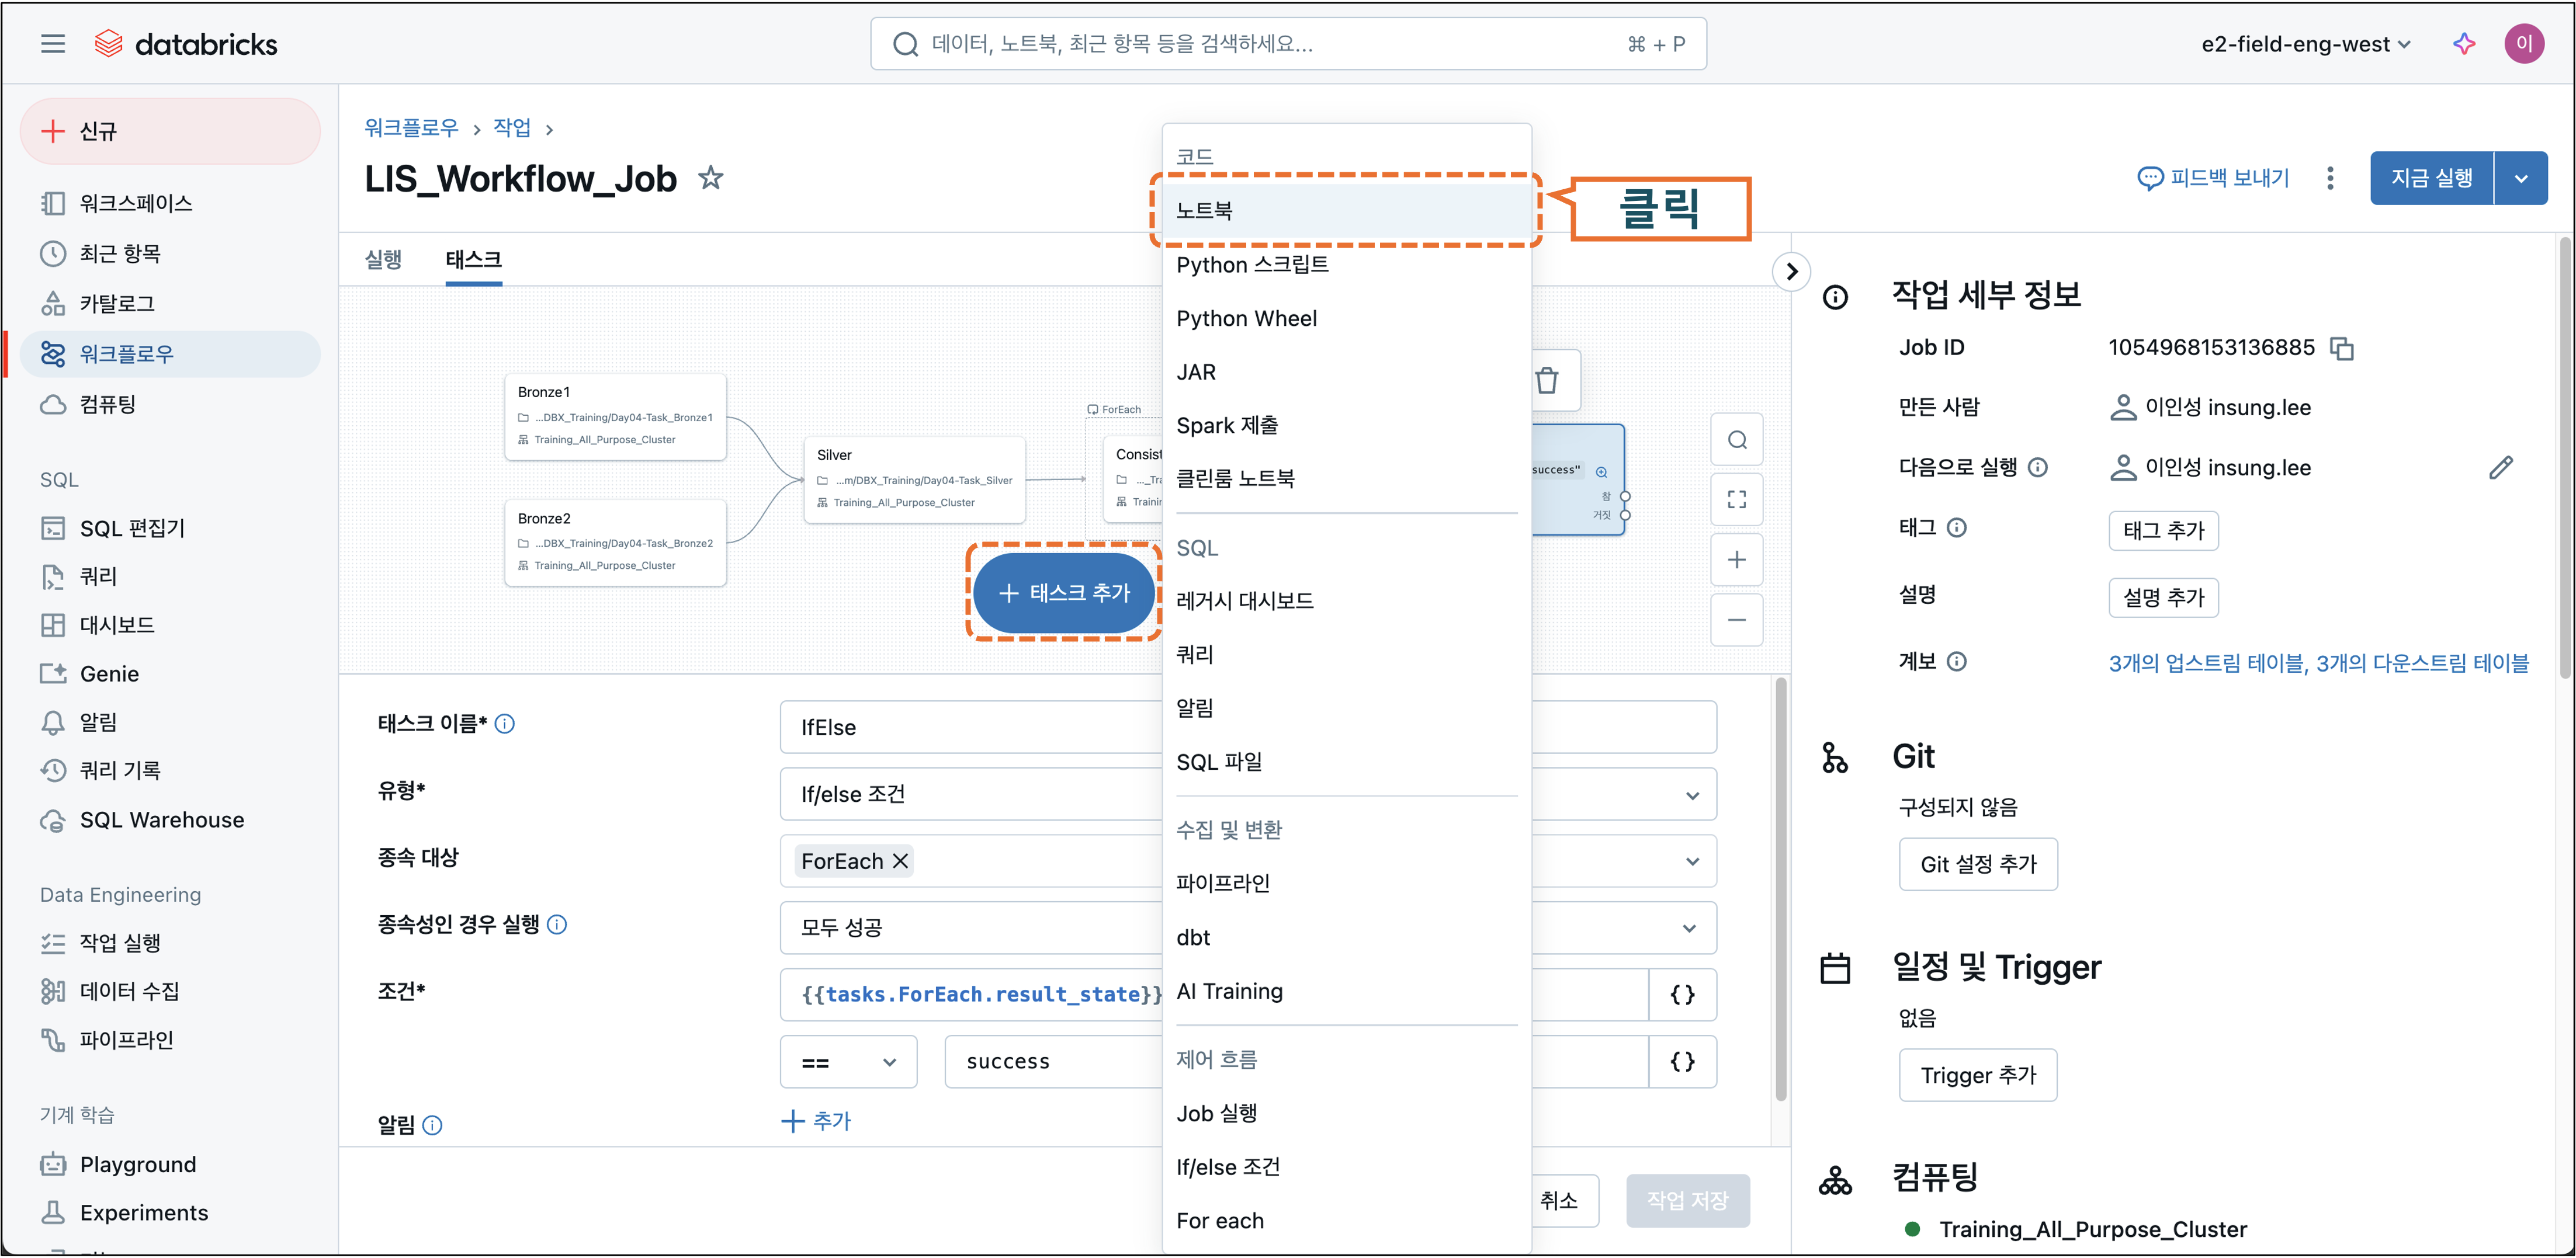 databricks
데이터, 노트북, 최근 항목 등을 검색하세요...
⌘ + P
e2-field-eng-west
이
신규
워크스페이스
최근 항목
카탈로그
워크플로우
컴퓨팅
SQL
SQL 편집기
쿼리
대시보드
Genie
알림
쿼리 기록
SQL Warehouse
Data Engineering
작업 실행
데이터 수집
파이프라인
기계 학습
Playground
Experiments
워크플로우 › 작업 ›
LIS_Workflow_Job
피드백 보내기
지금 실행
실행
태스크
Bronze1
...DBX_Training/Day04-Task_Bronze1
Training_All_Purpose_Cluster
Bronze2
...DBX_Training/Day04-Task_Bronze2
Training_All_Purpose_Cluster
Silver
...m/DBX_Training/Day04-Task_Silver
Training_All_Purpose_Cluster
ForEach
Consist
..._Tra
Trainin
success"
참
거짓
+ 태스크 추가
태스크 이름*
IfElse
유형*
If/else 조건
종속 대상
ForEach
종속성인 경우 실행
모두 성공
조건*
{{tasks.ForEach.result_state}}
{}
==
success
{}
알림
+ 추가
취소
작업 저장
코드
노트북
클릭
Python 스크립트
Python Wheel
JAR
Spark 제출
클린룸 노트북
SQL
레거시 대시보드
쿼리
알림
SQL 파일
수집 및 변환
파이프라인
dbt
AI Training
제어 흐름
Job 실행
If/else 조건
For each
작업 세부 정보
Job ID
1054968153136885
만든 사람
이인성 insung.lee
다음으로 실행
이인성 insung.lee
태그
태그 추가
설명
설명 추가
계보
3개의 업스트림 테이블, 3개의 다운스트림 테이블
Git
구성되지 않음
Git 설정 추가
일정 및 Trigger
없음
Trigger 추가
컴퓨팅
Training_All_Purpose_Cluster